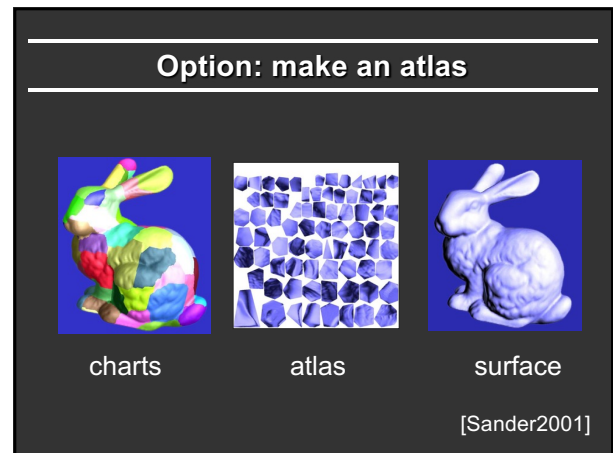 Option: make an atlas
charts atlas surface
[Sander2001]